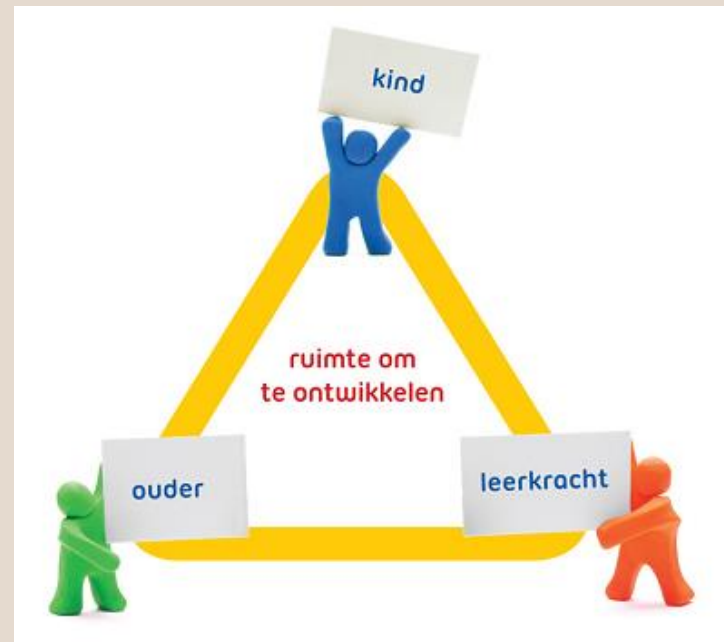 kind
ruimte om
te ontwikkelen
ouder
leerkracht